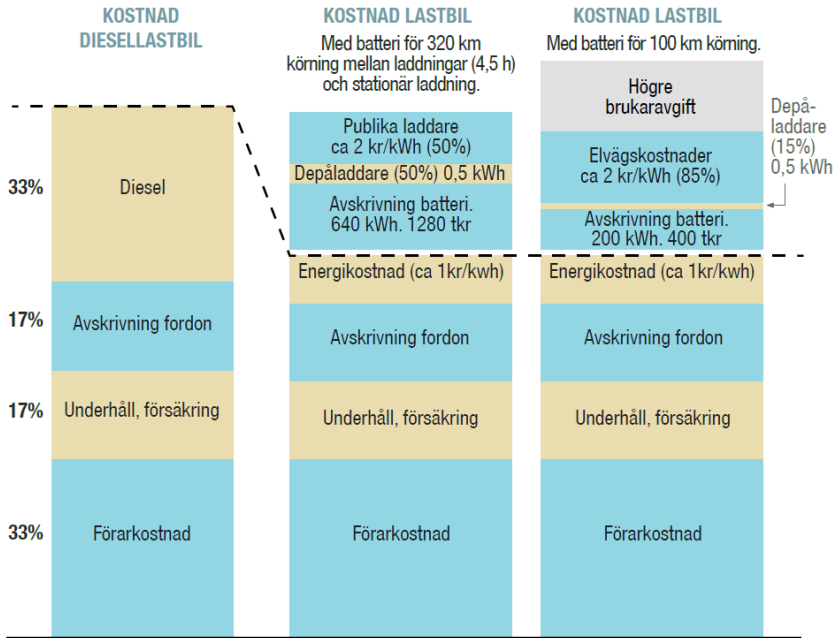 KOSTNAD
DIESELLASTBIL
33%
Diesel
17%
Avskrivning fordon
17%
Underhåll, försäkring
33%
Förarkostnad
KOSTNAD LASTBIL
Med batteri för 320 km
körning mellan laddningar (4,5 h)
och stationär laddning.
Publika laddare
ca 2 kr/kWh (50%)
Depåladdare (50%) 0,5 kWh
Avskrivning batteri.
640 kWh. 1280 tkr
Energikostnad (ca 1kr/kwh)
Avskrivning fordon
Underhåll, försäkring
Förarkostnad
KOSTNAD LASTBIL
Med batteri för 100 km körning.
Högre
brukaravgift
Elvägskostnader
ca 2 kr/kWh (85%)
Depå-
laddare
(15%)
0,5 kWh
Avskrivning batteri.
200 kWh. 400 tkr
Energikostnad (ca 1kr/kwh)
Avskrivning fordon
Underhåll, försäkring
Förarkostnad